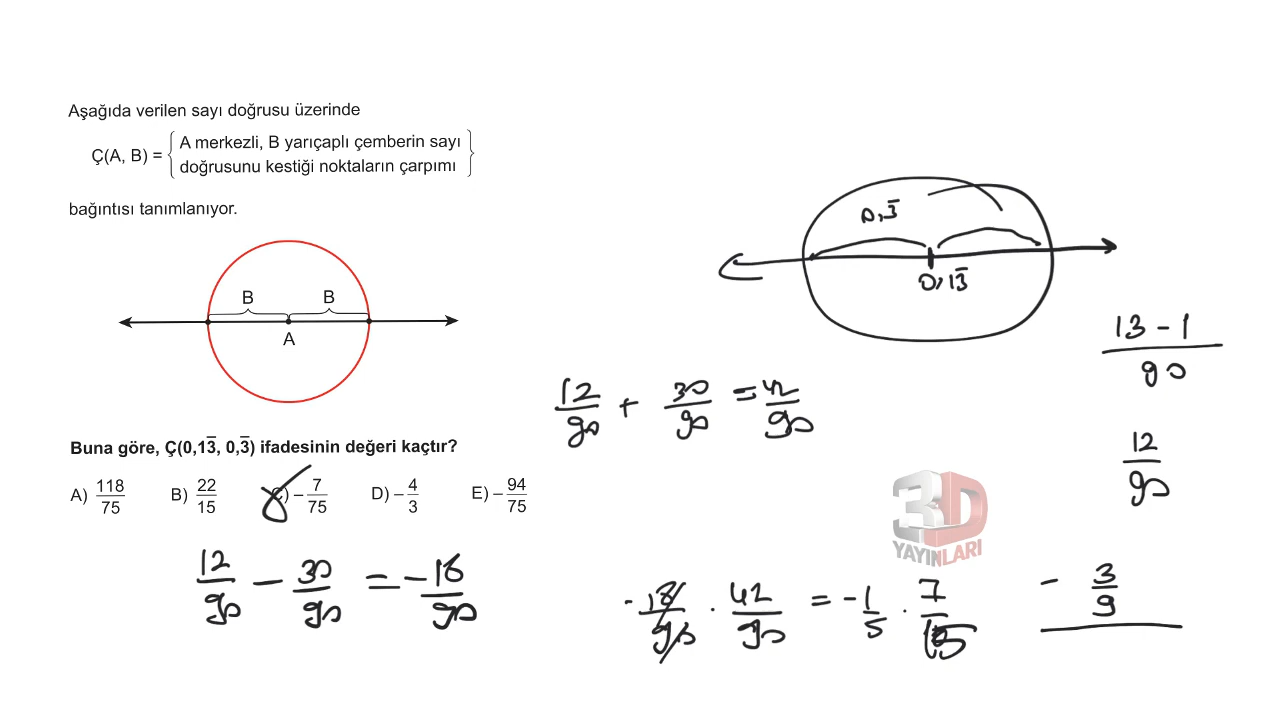 Aşağıda verilen sayı doğrusu üzerinde
Ç(A, B) = { A merkezli, B yarıçaplı çemberin sayı
doğrusunu kestiği noktaların çarpımı }
bağıntısı tanımlanıyor.
B B
A
Buna göre, Ç(0,13̅, 0,3̅) ifadesinin değeri kaçtır?
A) 118/75 B) 22/15 C) -7/75 D) -4/3 E) -94/75
12/90 - 30/90 = -18/90
0,3̅
0,13̅
13 - 1/90
12/90 + 30/90 = 42/90
12/90
3D
YAYINLARI
- 3/9
-18/90 . 42/90 = -1/5 . 7/15